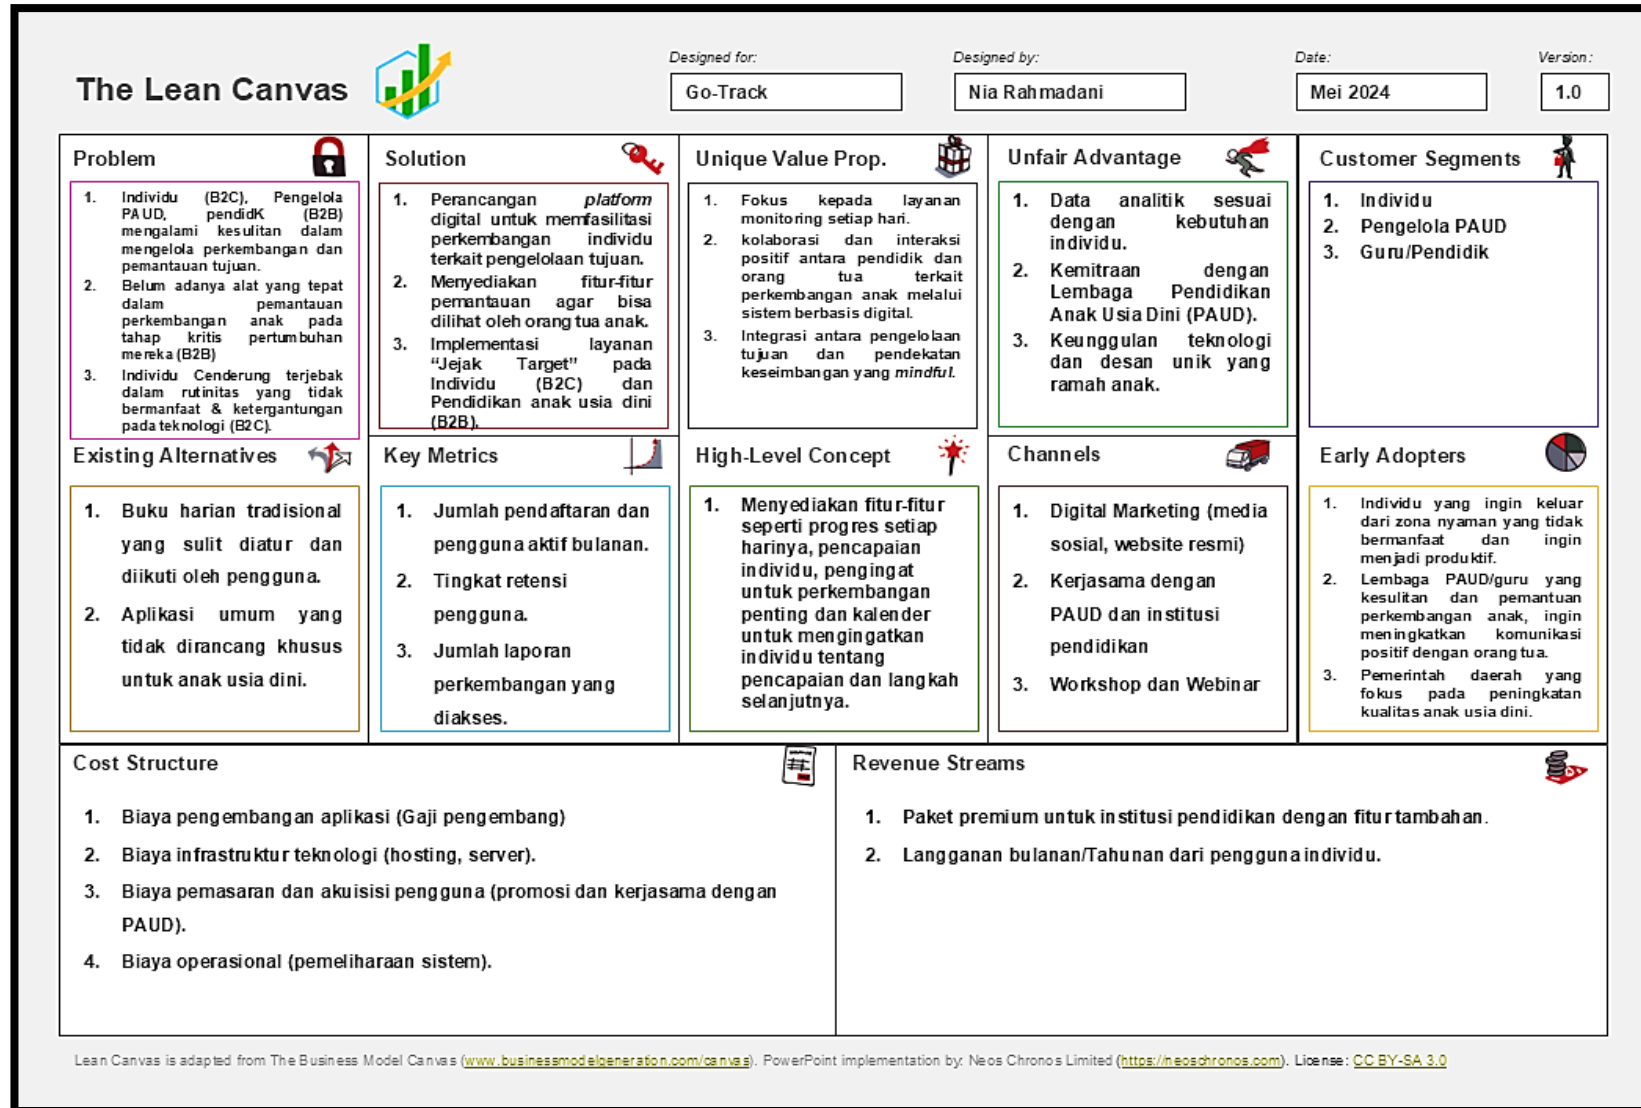 The Lean Canvas
Designed for:
Go-Track
Designed by:
Nia Rahmadani
Date:
Mei 2024
Version:
1.0
Problem
1. Individu (B2C), Pengelola
PAUD, pendidK (B2B)
mengalami kesulitan dalam
mengelola perkembangan dan
pemantauan tujuan.
2. Belum adanya alat yang tepat
dalam pemantauan
perkembangan anak pada
tahap kritis pertumbuhan
mereka (B2B)
3. Individu Cenderung terjebak
dalam rutinitas yang tidak
bermanfaat & ketergantungan
pada teknologi (B2C).
Solution
1. Perancangan platform
digital untuk memfasilitasi
perkembangan individu
terkait pengelolaan tujuan.
2. Menyediakan fitur-fitur
pemantauan agar bisa
dilihat oleh orang tua anak.
3. Implementasi layanan
“Jejak Target” pada
Individu (B2C) dan
Pendidikan anak usia dini
(B2B).
Unique Value Prop.
1. Fokus kepada layanan
monitoring setiap hari.
2. kolaborasi dan interaksi
positif antara pendidik dan
orang tua terkait
perkembangan anak melalui
sistem berbasis digital.
3. Integrasi antara pengelolaan
tujuan dan pendekatan
keseimbangan yang mindful.
Unfair Advantage
1. Data analitik sesuai
dengan kebutuhan
individu.
2. Kemitraan dengan
Lembaga Pendidikan
Anak Usia Dini (PAUD).
3. Keunggulan teknologi
dan desan unik yang
ramah anak.
Customer Segments
1. Individu
2. Pengelola PAUD
3. Guru/Pendidik
Existing Alternatives
1. Buku harian tradisional
yang sulit diatur dan
diikuti oleh pengguna.
2. Aplikasi umum yang
tidak dirancang khusus
untuk anak usia dini.
Key Metrics
1. Jumlah pendaftaran dan
pengguna aktif bulanan.
2. Tingkat retensi
pengguna.
3. Jumlah laporan
perkembangan yang
diakses.
High-Level Concept
1. Menyediakan fitur-fitur
seperti progres setiap
harinya, pencapaian
individu, pengingat
untuk perkembangan
penting dan kalender
untuk mengingatkan
individu tentang
pencapaian dan langkah
selanjutnya.
Channels
1. Digital Marketing (media
sosial, website resmi)
2. Kerjasama dengan
PAUD dan institusi
pendidikan
3. Workshop dan Webinar
Early Adopters
1. Individu yang ingin keluar
dari zona nyaman yang tidak
bermanfaat dan ingin
menjadi produktif.
2. Lembaga PAUD/guru yang
kesulitan dan pemantuan
perkembangan anak, ingin
meningkatkan komunikasi
positif dengan orang tua.
3. Pemerintah daerah yang
fokus pada peningkatan
kualitas anak usia dini.
Cost Structure
1. Biaya pengembangan aplikasi (Gaji pengembang)
2. Biaya infrastruktur teknologi (hosting, server).
3. Biaya pemasaran dan akuisisi pengguna (promosi dan kerjasama dengan
PAUD).
4. Biaya operasional (pemeliharaan sistem).
Revenue Streams
1. Paket premium untuk institusi pendidikan dengan fitur tambahan.
2. Langganan bulanan/Tahunan dari pengguna individu.
Lean Canvas is adapted from The Business Model Canvas (www.businessmodelgeneration.com/canvas). PowerPoint implementation by: Neos Chronos Limited (https://neoschronos.com). License: CC BY-SA 3.0